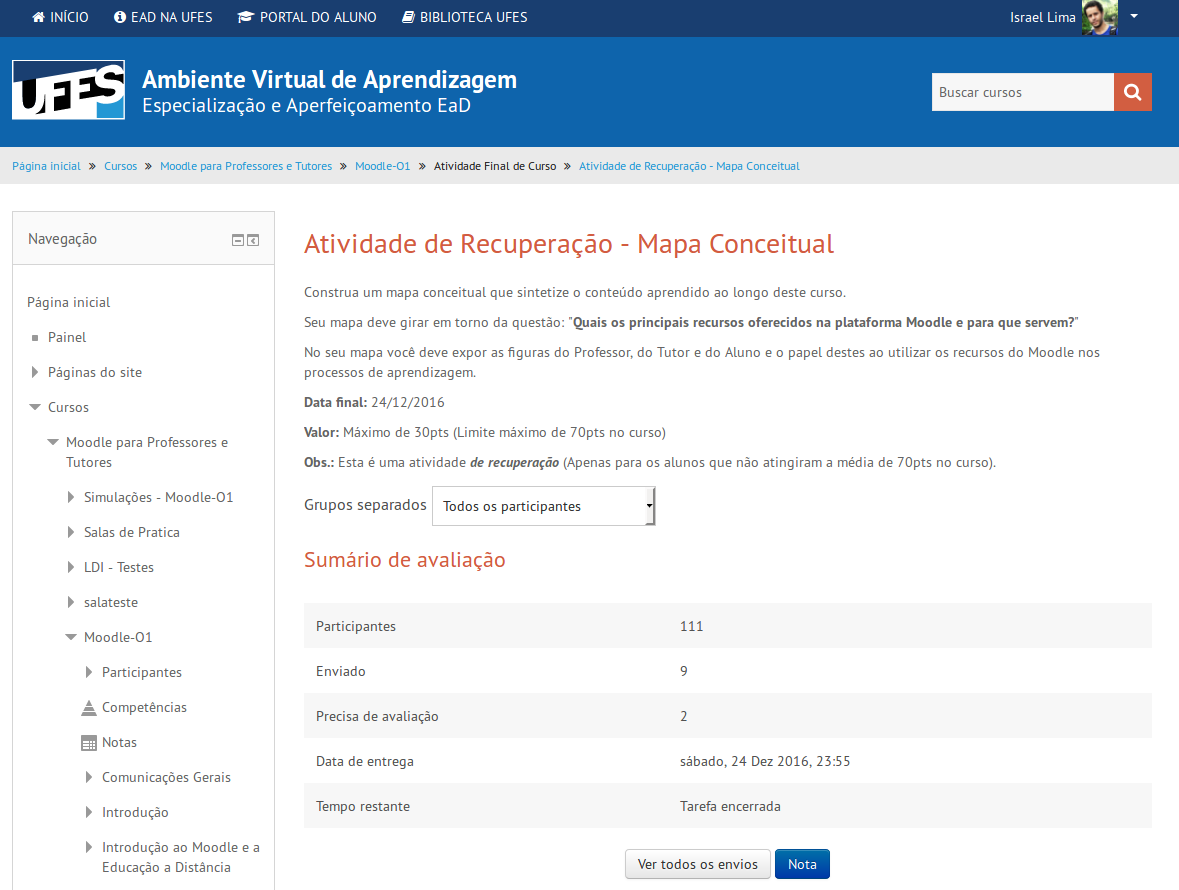 INÍCIO EAD NA UFES PORTAL DO ALUNO BIBLIOTECA UFES Israel Lima
UFES
Ambiente Virtual de Aprendizagem
Especialização e Aperfeiçoamento EaD
Buscar cursos
Página inicial » Cursos » Moodle para Professores e Tutores » Moodle-O1 » Atividade Final de Curso » Atividade de Recuperação - Mapa Conceitual
Navegação
Página inicial
Painel
Páginas do site
Cursos
Moodle para Professores e
Tutores
Simulações - Moodle-O1
Salas de Pratica
LDI - Testes
salateste
Moodle-O1
Participantes
Competências
Notas
Comunicações Gerais
Introdução
Introdução ao Moodle e a
Educação a Distância
Atividade de Recuperação - Mapa Conceitual
Construa um mapa conceitual que sintetize o conteúdo aprendido ao longo deste curso.
Seu mapa deve girar em torno da questão: "Quais os principais recursos oferecidos na plataforma Moodle e para que servem?"
No seu mapa você deve expor as figuras do Professor, do Tutor e do Aluno e o papel destes ao utilizar os recursos do Moodle nos
processos de aprendizagem.
Data final: 24/12/2016
Valor: Máximo de 30pts (Limite máximo de 70pts no curso)
Obs.: Esta é uma atividade de recuperação (Apenas para os alunos que não atingiram a média de 70pts no curso).
Grupos separados Todos os participantes
Sumário de avaliação
Participantes 111
Enviado 9
Precisa de avaliação 2
Data de entrega sábado, 24 Dez 2016, 23:55
Tempo restante Tarefa encerrada
Ver todos os envios Nota